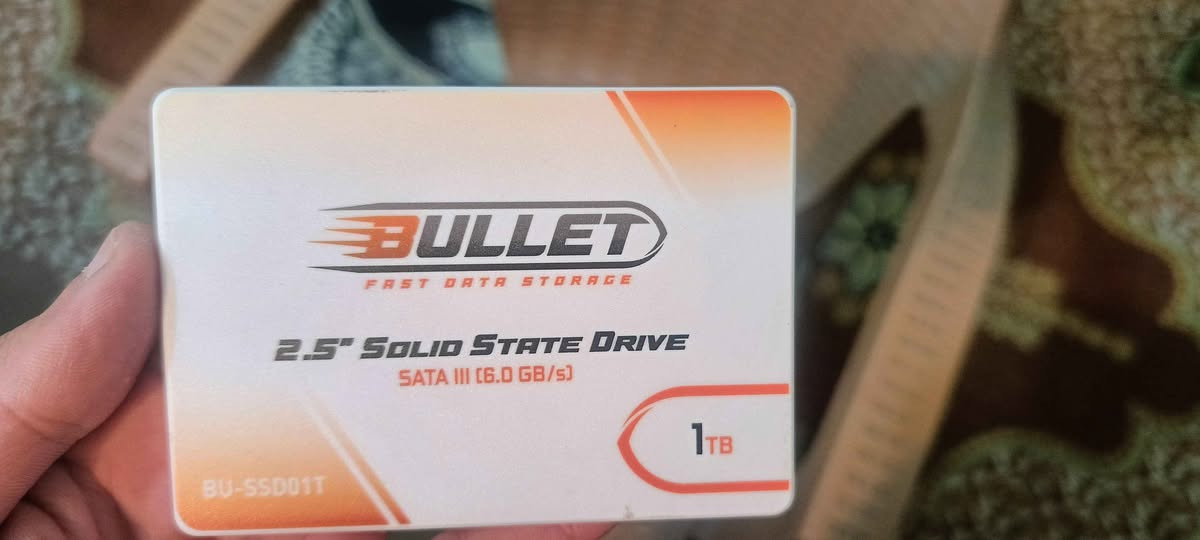 BULLET
FAST DATA STORAGE
2.5" SOLID STATE DRIVE
SATA III (6.0 GB/s)
1TB
BU-SSD01T